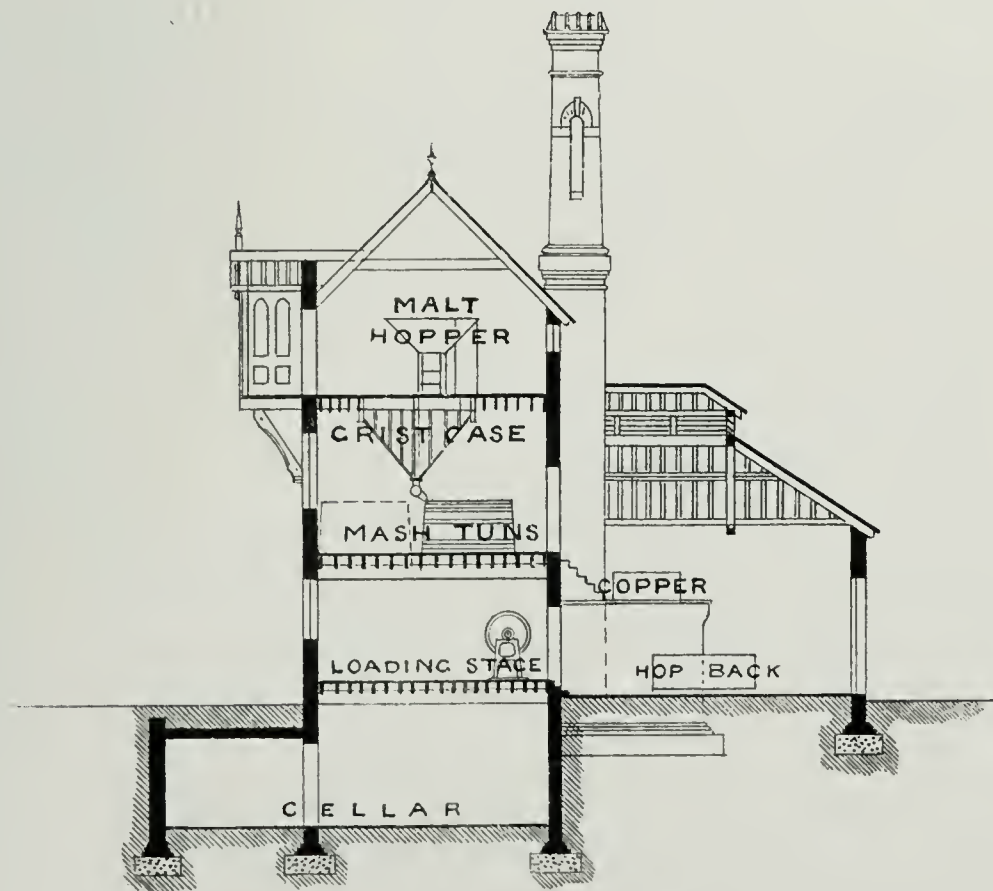 MALT
HOPPER
GRIST CASE
MASH TUNS
COPPER
LOADING STAGE
HOP BACK
CELLAR